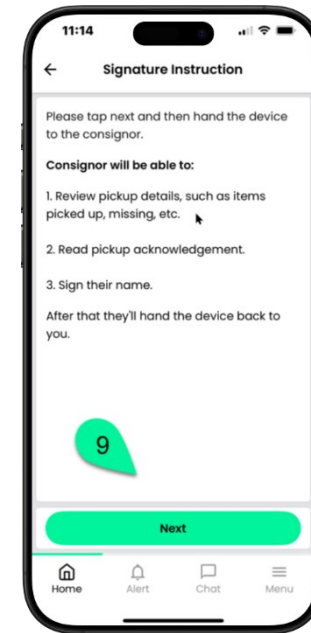 11:14
Signature Instruction
Please tap next and then hand the device
to the consignor.
Consignor will be able to:
1. Review pickup details, such as items
picked up, missing, etc.
2. Read pickup acknowledgement.
3. Sign their name.
After that they'll hand the device back to
you.
9
Next
Home Alert Chat Menu